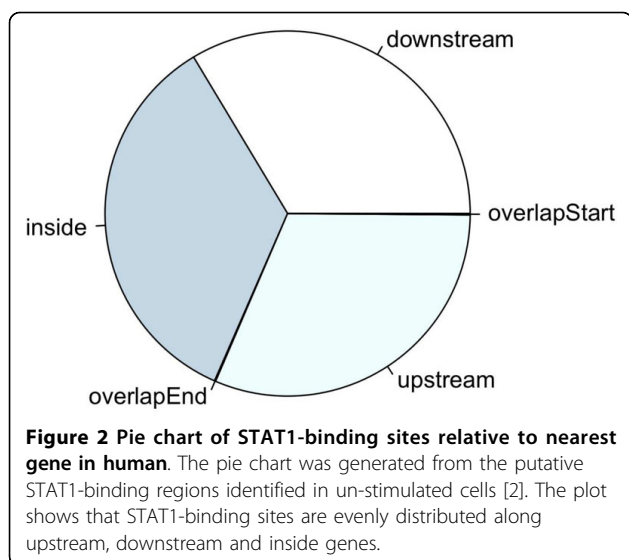 downstream
overlapStart
inside
overlapEnd
upstream
Figure 2 Pie chart of STAT1-binding sites relative to nearest
gene in human. The pie chart was generated from the putative
STAT1-binding regions identified in un-stimulated cells [2]. The plot
shows that STAT1-binding sites are evenly distributed along
upstream, downstream and inside genes.